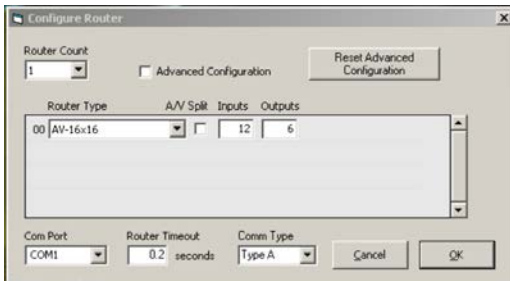 Configure Router
Router Count
1
Advanced Configuration
Reset Advanced
Configuration
Router Type A/V Split Inputs Outputs
00 AV-16x16 12 6
Com Port Router Timeout Comm Type
COM1 0.2 seconds Type A Cancel OK